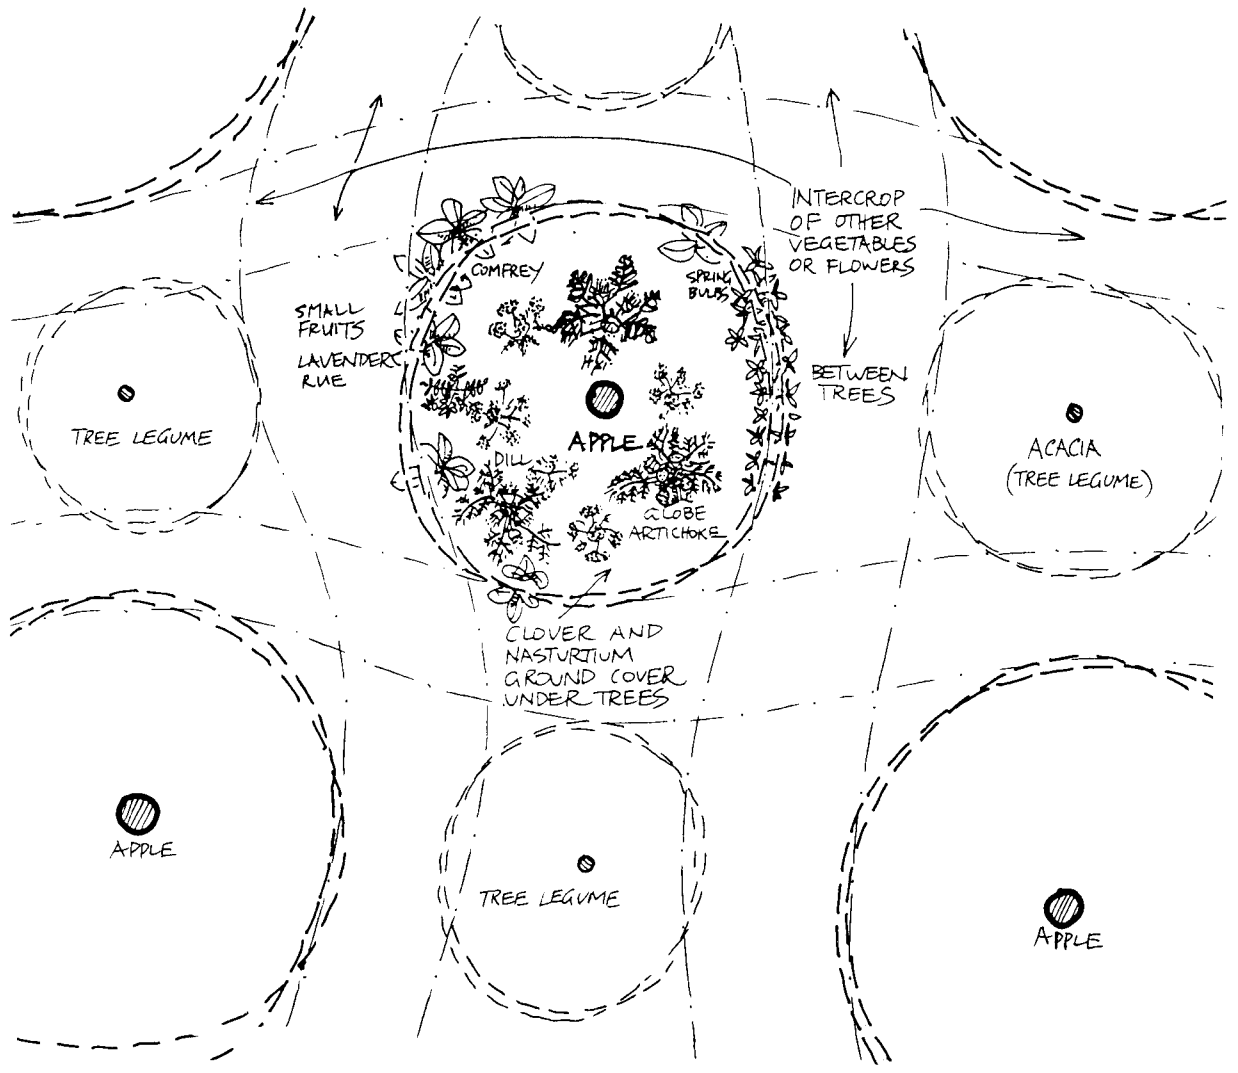 INTERCROP
OF OTHER
VEGETABLES
OR FLOWERS
COMFREY
SPRING
BULBS
SMALL
FRUITS
LAVENDER
RUE
BETWEEN
TREES
TREE LEGUME
APPLE
ACACIA
(TREE LEGUME)
DILL
GLOBE
ARTICHOKE
CLOVER AND
NASTURTIUM
GROUND COVER
UNDER TREES
APPLE
TREE LEGUME
APPLE